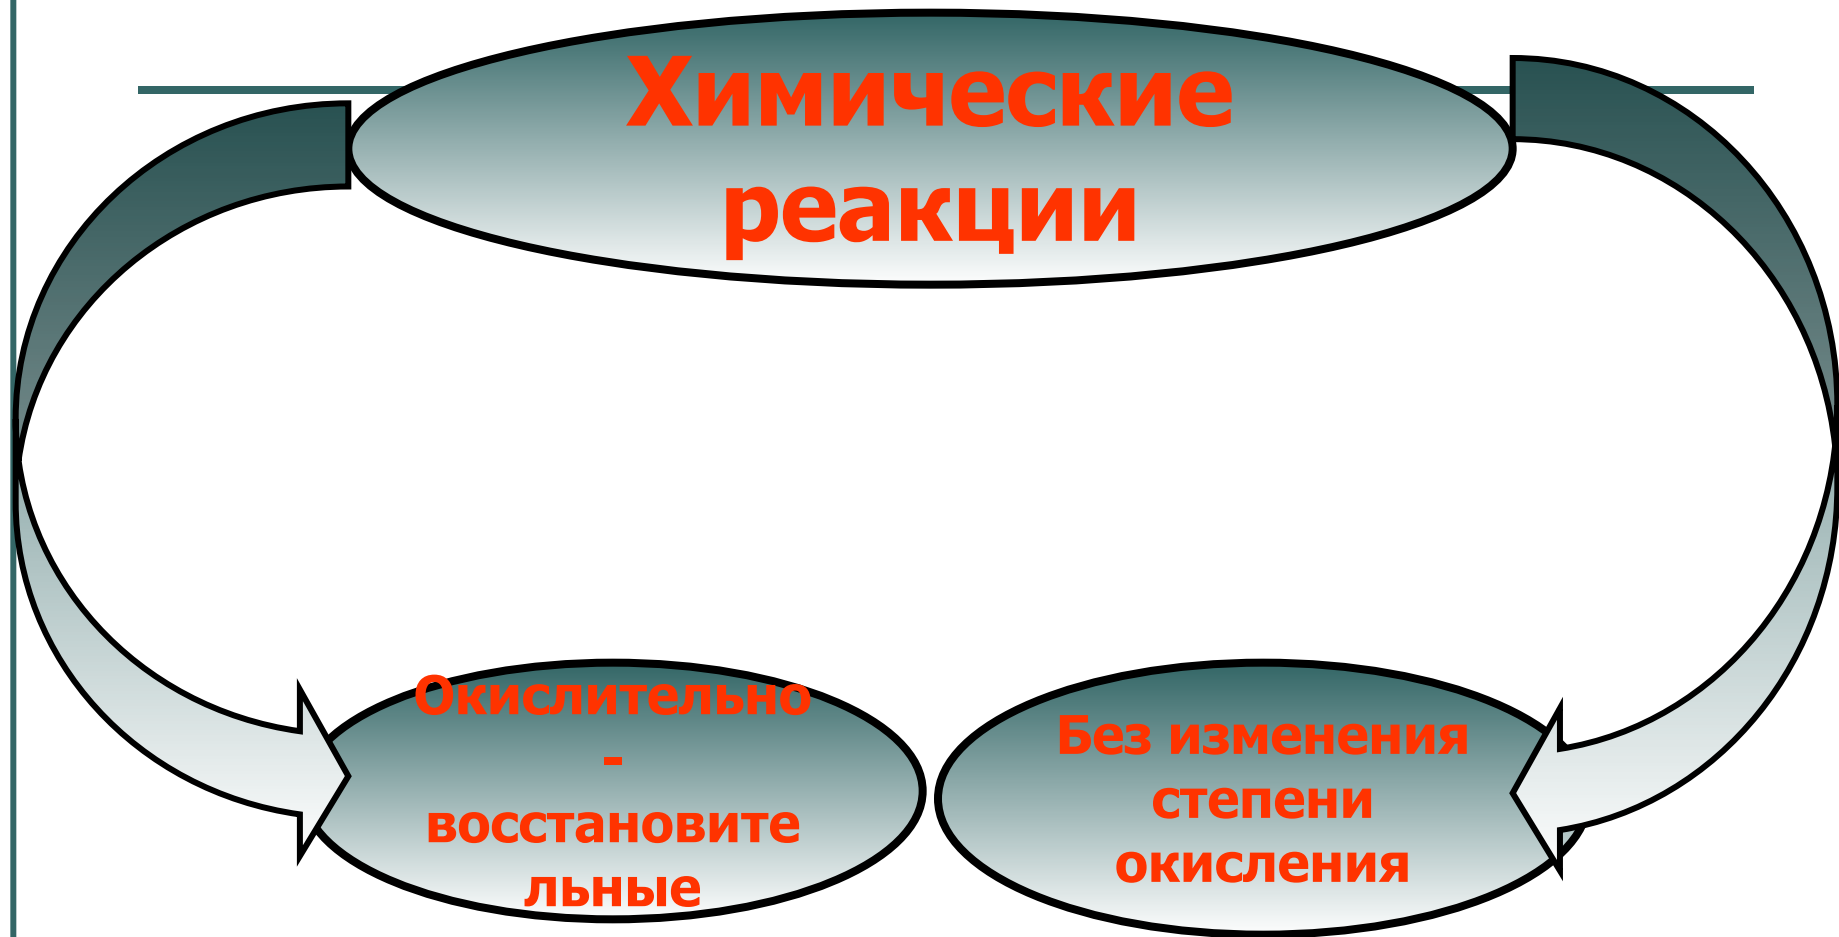 Химические
реакции
Окислительно
-
восстановите
льные
Без изменения
степени
окисления